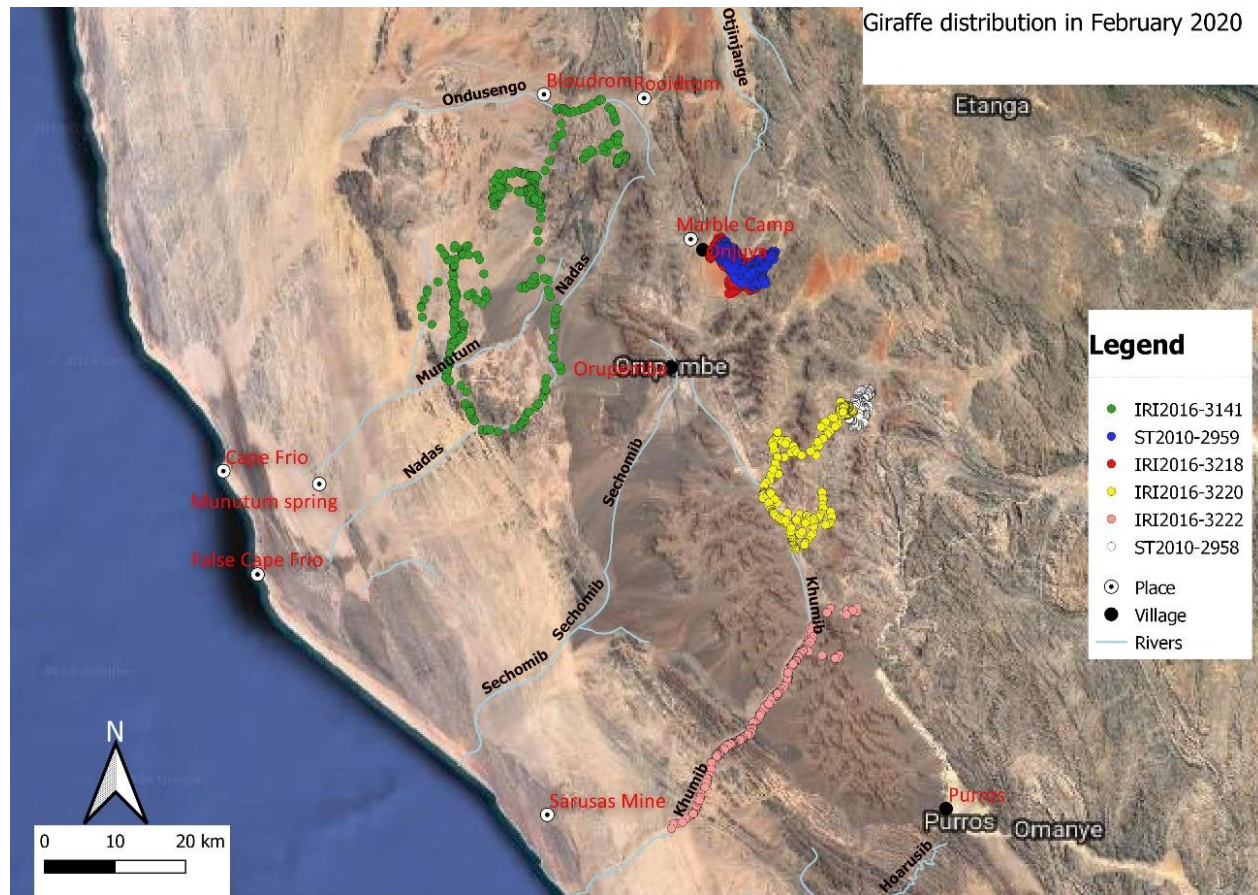 Giraffe distribution in February 2020
Otjinjange
Bloudrom
Rooidrom
Ondusengo
Etanga
Marble Camp
Onjuva
Nadas
Munutum
Orupembe
Orupembe
Nadas
Cape Frio
Munutum spring
Sechomib
False Cape Frio
Khumib
Sechomib
Sechomib
Khumib
Sarusas Mine
Purros
Purros
Omanye
Hoarusib
Legend
IRI2016-3141
ST2010-2959
IRI2016-3218
IRI2016-3220
IRI2016-3222
ST2010-2958
Place
Village
Rivers
N
0 10 20 km